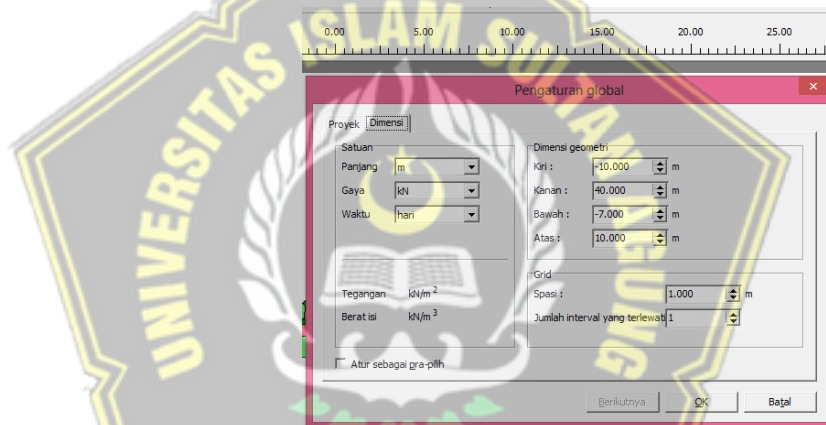 0.00 5.00 10.00 15.00 20.00 25.00
Pengaturan global
Proyek Dimensi
Satuan
Panjang m
Gaya kN
Waktu hari
Tegangan kN/m²
Berat isi kN/m³
Dimensi geometri
Kiri : -10.000 m
Kanan : 40.000 m
Bawah : -7.000 m
Atas : 10.000 m
Grid
Spasi : 1.000 m
Jumlah interval yang terlewati 1
Atur sebagai pra-pilih
Berikutnya OK Batal
UNIVERSITAS ISLAM SULTAN AGUNG